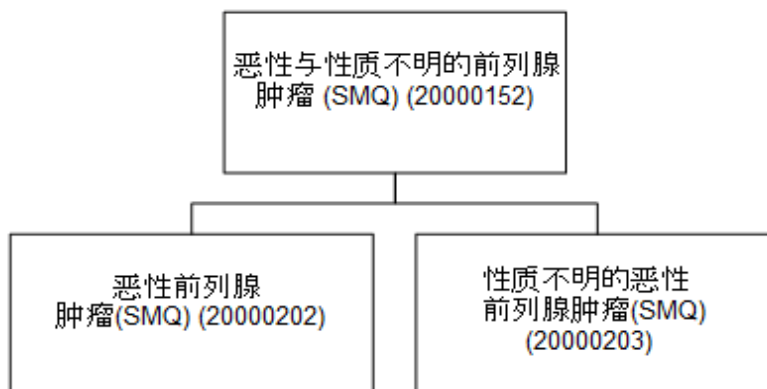 恶性与性质不明的前列腺
肿瘤 (SMQ) (20000152)
恶性前列腺
肿瘤(SMQ) (20000202)
性质不明的恶性
前列腺肿瘤(SMQ)
(20000203)